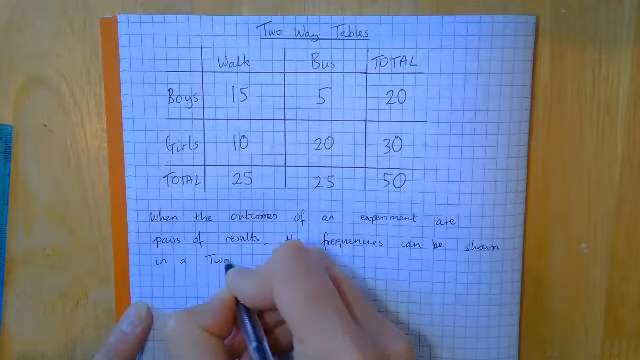 Two Way Tables
Walk Bus TOTAL
Boys 15 5 20
Girls 10 20 30
TOTAL 25 25 50
When the outcomes of an experiment are
pairs of results, the frequencies can be shown
in a Two